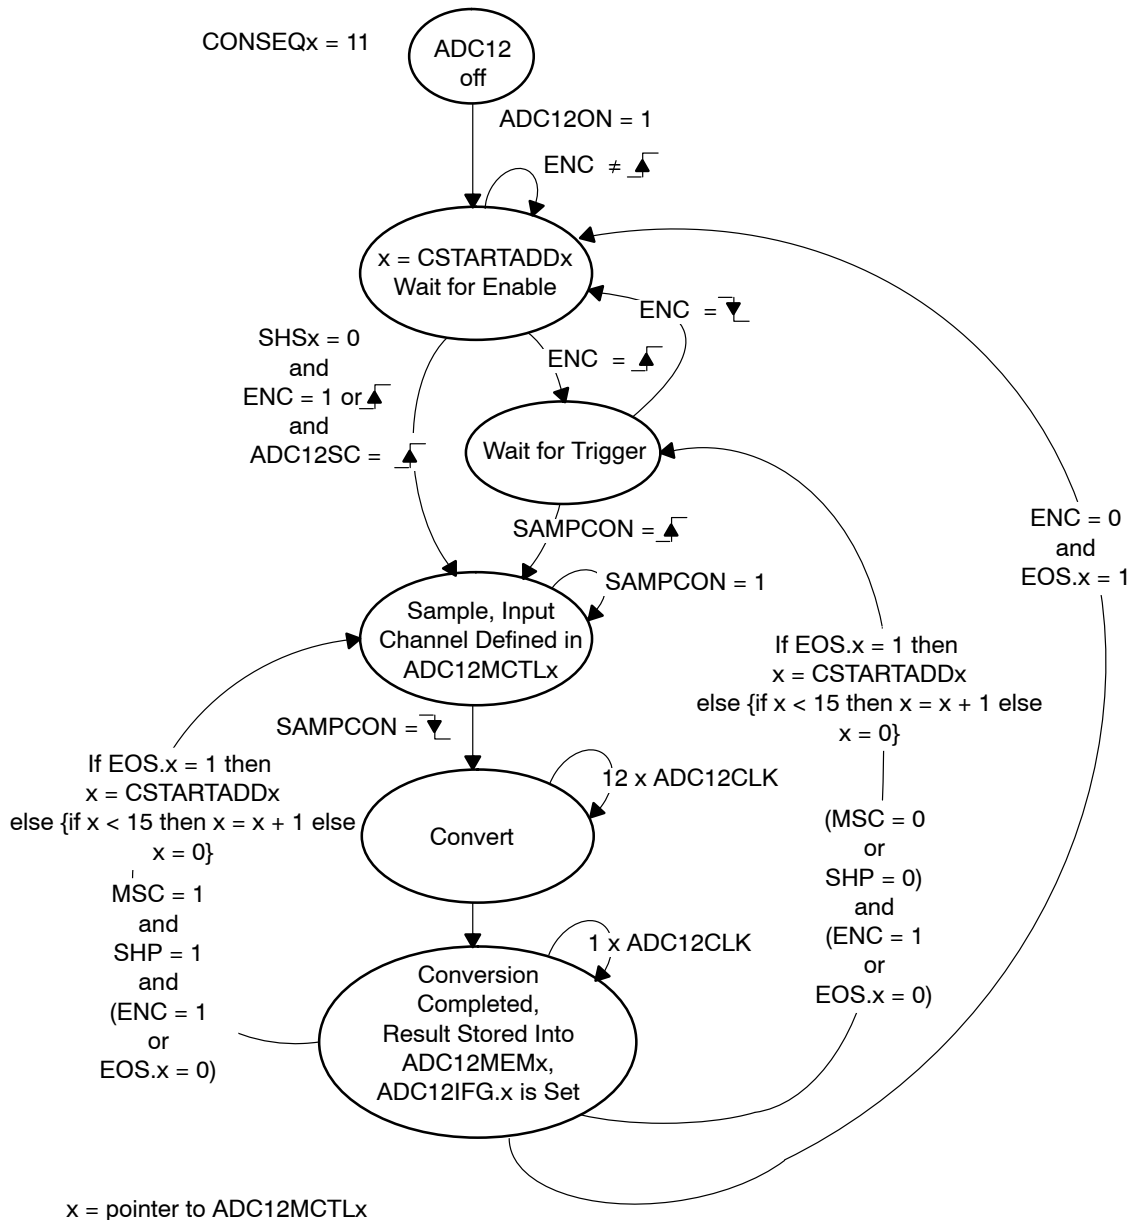 CONSEQx = 11
ADC12
off
ADC12ON = 1
ENC ≠
x = CSTARTADDx
Wait for Enable
ENC =
SHSx = 0
and
ENC = 1 or
and
ADC12SC =
ENC =
Wait for Trigger
SAMPCON =
ENC = 0
and
EOS.x = 1
SAMPCON = 1
Sample, Input
Channel Defined in
ADC12MCTLx
If EOS.x = 1 then
x = CSTARTADDx
else {if x < 15 then x = x + 1 else
x = 0}
SAMPCON =
If EOS.x = 1 then
x = CSTARTADDx
else {if x < 15 then x = x + 1 else
x = 0}
12 x ADC12CLK
Convert
(MSC = 0
or
SHP = 0)
and
(ENC = 1
or
EOS.x = 0)
MSC = 1
and
SHP = 1
and
(ENC = 1
or
EOS.x = 0)
1 x ADC12CLK
Conversion
Completed,
Result Stored Into
ADC12MEMx,
ADC12IFG.x is Set
x = pointer to ADC12MCTLx